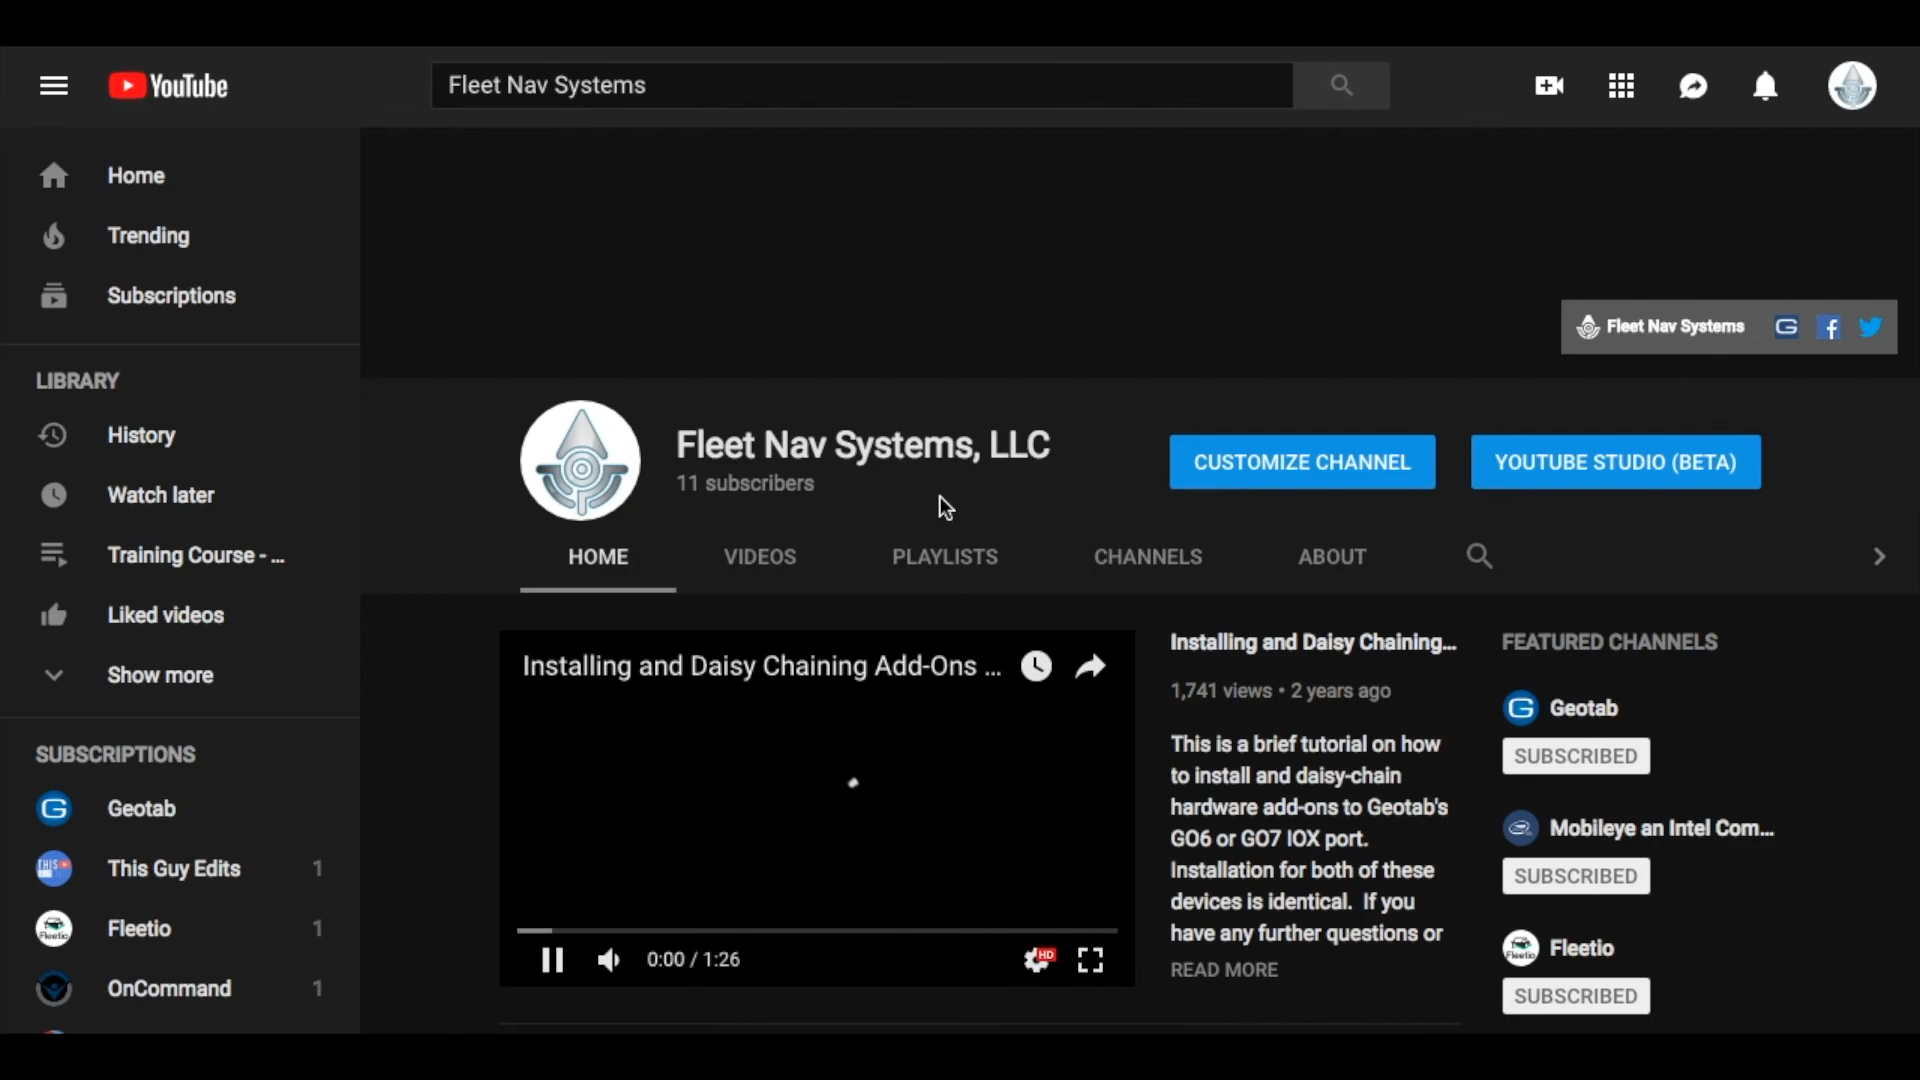 YouTube
Fleet Nav Systems
Home
Trending
Subscriptions
LIBRARY
History
Watch later
Training Course - ...
Liked videos
Show more
SUBSCRIPTIONS
Geotab
This Guy Edits 1
Fleetio 1
OnCommand 1
Fleet Nav Systems
Fleet Nav Systems, LLC
11 subscribers
CUSTOMIZE CHANNEL
YOUTUBE STUDIO (BETA)
HOME VIDEOS PLAYLISTS CHANNELS ABOUT
Installing and Daisy Chaining Add-Ons ...
0:00 / 1:26
HD
Installing and Daisy Chaining...
1,741 views • 2 years ago
This is a brief tutorial on how
to install and daisy-chain
hardware add-ons to Geotab's
GO6 or GO7 IOX port.
Installation for both of these
devices is identical. If you
have any further questions or
READ MORE
FEATURED CHANNELS
Geotab
SUBSCRIBED
Mobileye an Intel Com...
SUBSCRIBED
Fleetio
SUBSCRIBED